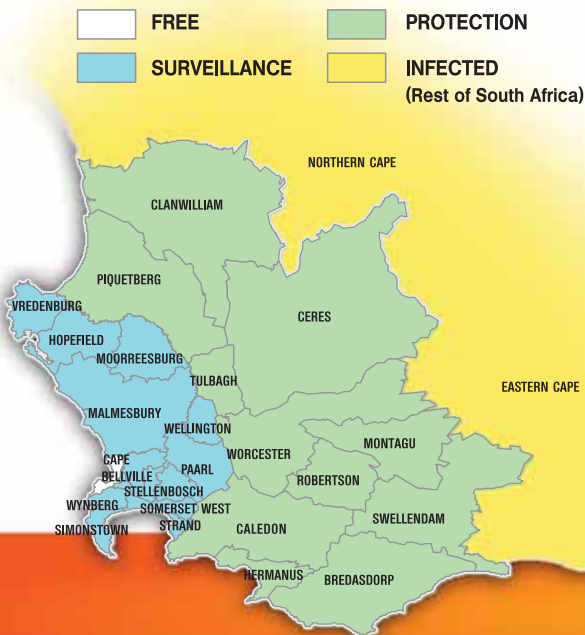 FREE
PROTECTION
SURVEILLANCE
INFECTED
(Rest of South Africa)
NORTHERN CAPE
CLANWILLIAM
PIQUETBERG
VREDENBURG
CERES
HOPEFIELD
MOORREESBURG
TULBAGH
EASTERN CAPE
MALMESBURY
WELLINGTON
MONTAGU
WORCESTER
CAPE
PAARL
BELLVILLE
ROBERTSON
STELLENBOSCH
WYNBERG
SOMERSET WEST
SWELLENDAM
STRAND
SIMONSTOWN
CALEDON
HERMANUS
BREDASDORP